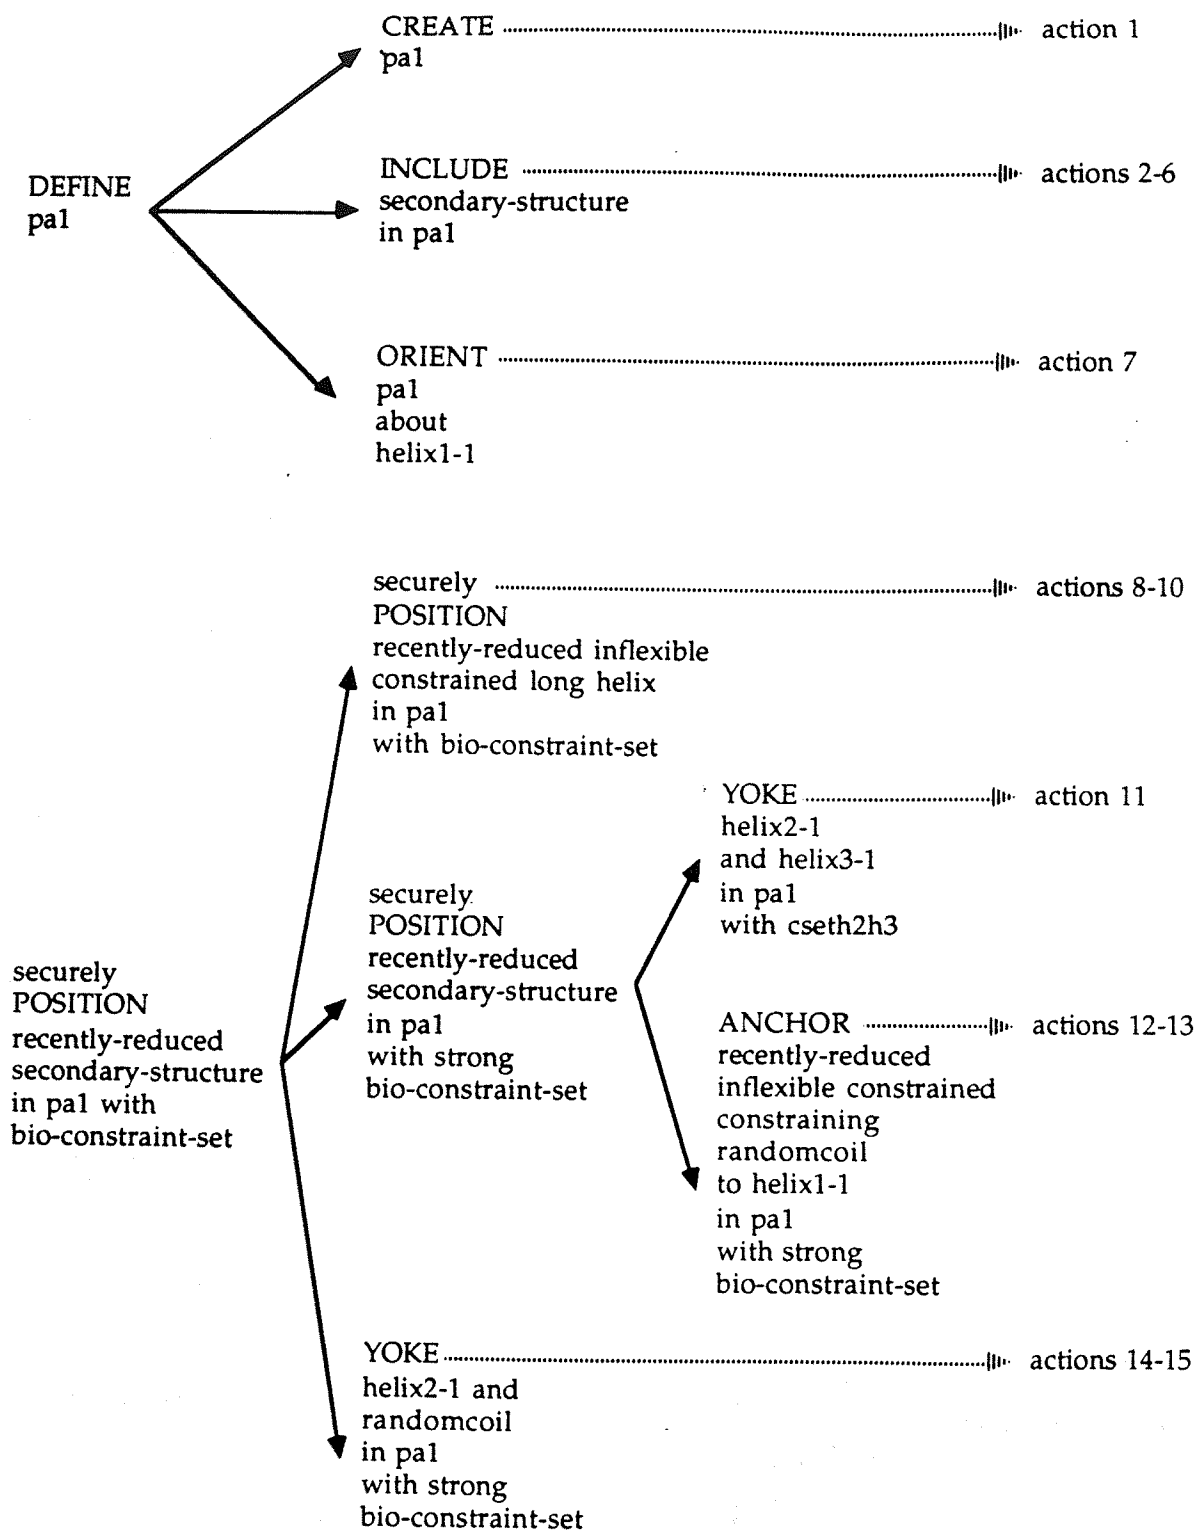 CREATE action 1
pa1
DEFINE
pa1
INCLUDE actions 2-6
secondary-structure
in pa1
ORIENT action 7
pa1
about
helix1-1
securely actions 8-10
POSITION
recently-reduced inflexible
constrained long helix
in pa1
with bio-constraint-set
securely
POSITION
recently-reduced
secondary-structure
in pa1 with
bio-constraint-set
securely
POSITION
recently-reduced
secondary-structure
in pa1
with strong
bio-constraint-set
YOKE action 11
helix2-1
and helix3-1
in pa1
with cseth2h3
ANCHOR actions 12-13
recently-reduced
inflexible constrained
constraining
randomcoil
to helix1-1
in pa1
with strong
bio-constraint-set
YOKE actions 14-15
helix2-1 and
randomcoil
in pa1
with strong
bio-constraint-set